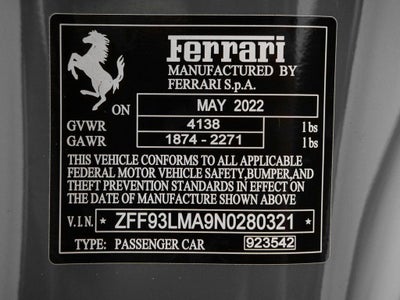 Ferrari
MANUFACTURED BY
FERRARI S.p.A.
ON MAY 2022
GVWR 4138 lbs
GAWR 1874 - 2271 lbs
THIS VEHICLE CONFORMS TO ALL APPLICABLE
FEDERAL MOTOR VEHICLE SAFETY,BUMPER,AND
THEFT PREVENTION STANDARDS IN EFFECT ON
THE DATE OF MANUFACTURE SHOWN ABOVE
V.I.N. * ZFF93LMA9N0280321 *
TYPE: PASSENGER CAR 923542